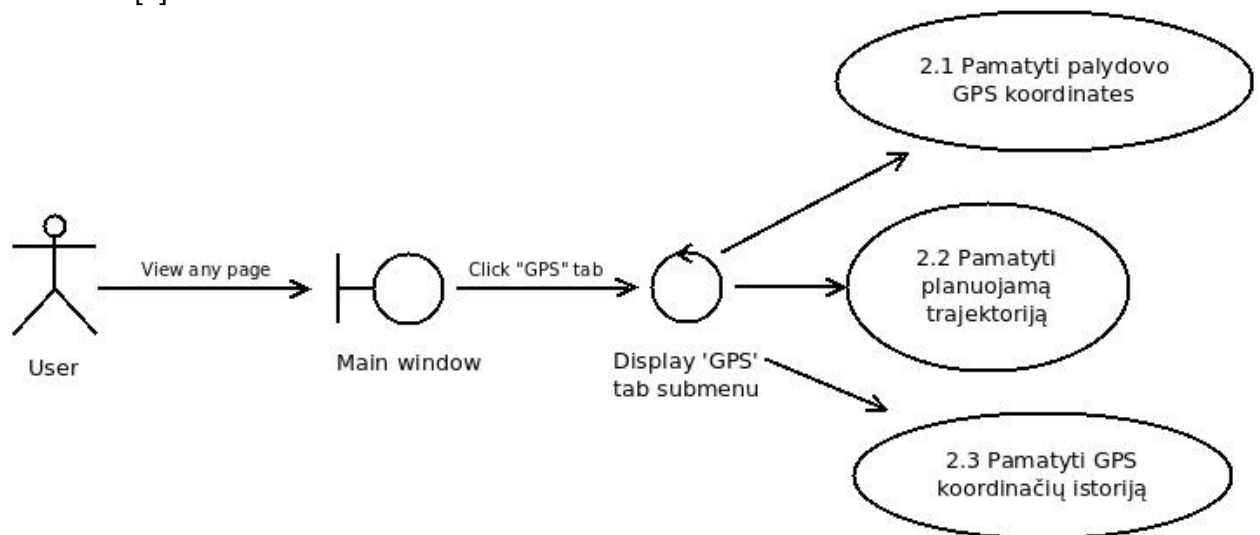 2.1 Pamatyti palydovo
GPS koordinates
View any page
Click "GPS" tab
2.2 Pamatyti
planuojamą
trajektoriją
User
Main window
Display 'GPS'
tab submenu
2.3 Pamatyti GPS
koordinačių istoriją